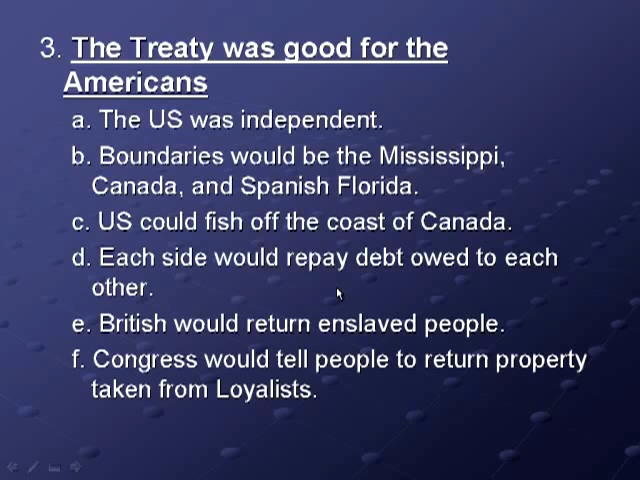 3. The Treaty was good for the
Americans
a. The US was independent.
b. Boundaries would be the Mississippi,
Canada, and Spanish Florida.
c. US could fish off the coast of Canada.
d. Each side would repay debt owed to each
other.
e. British would return enslaved people.
f. Congress would tell people to return property
taken from Loyalists.